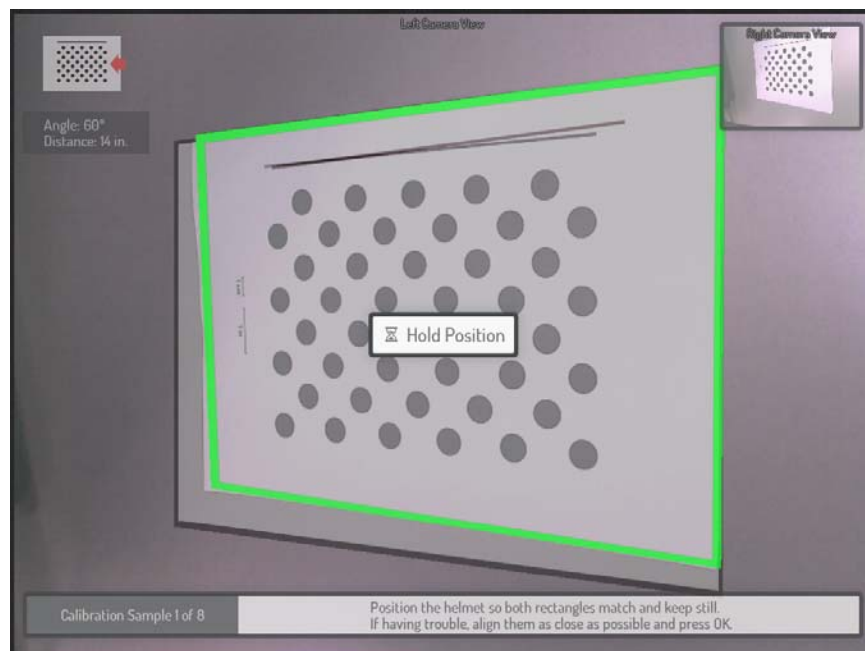 Left Camera View
Right Camera View
Angle: 60°
Distance: 14 in.
Hold Position
Calibration Sample 1 of 8
Position the helmet so both rectangles match and keep still.
If having trouble, align them as close as possible and press OK.